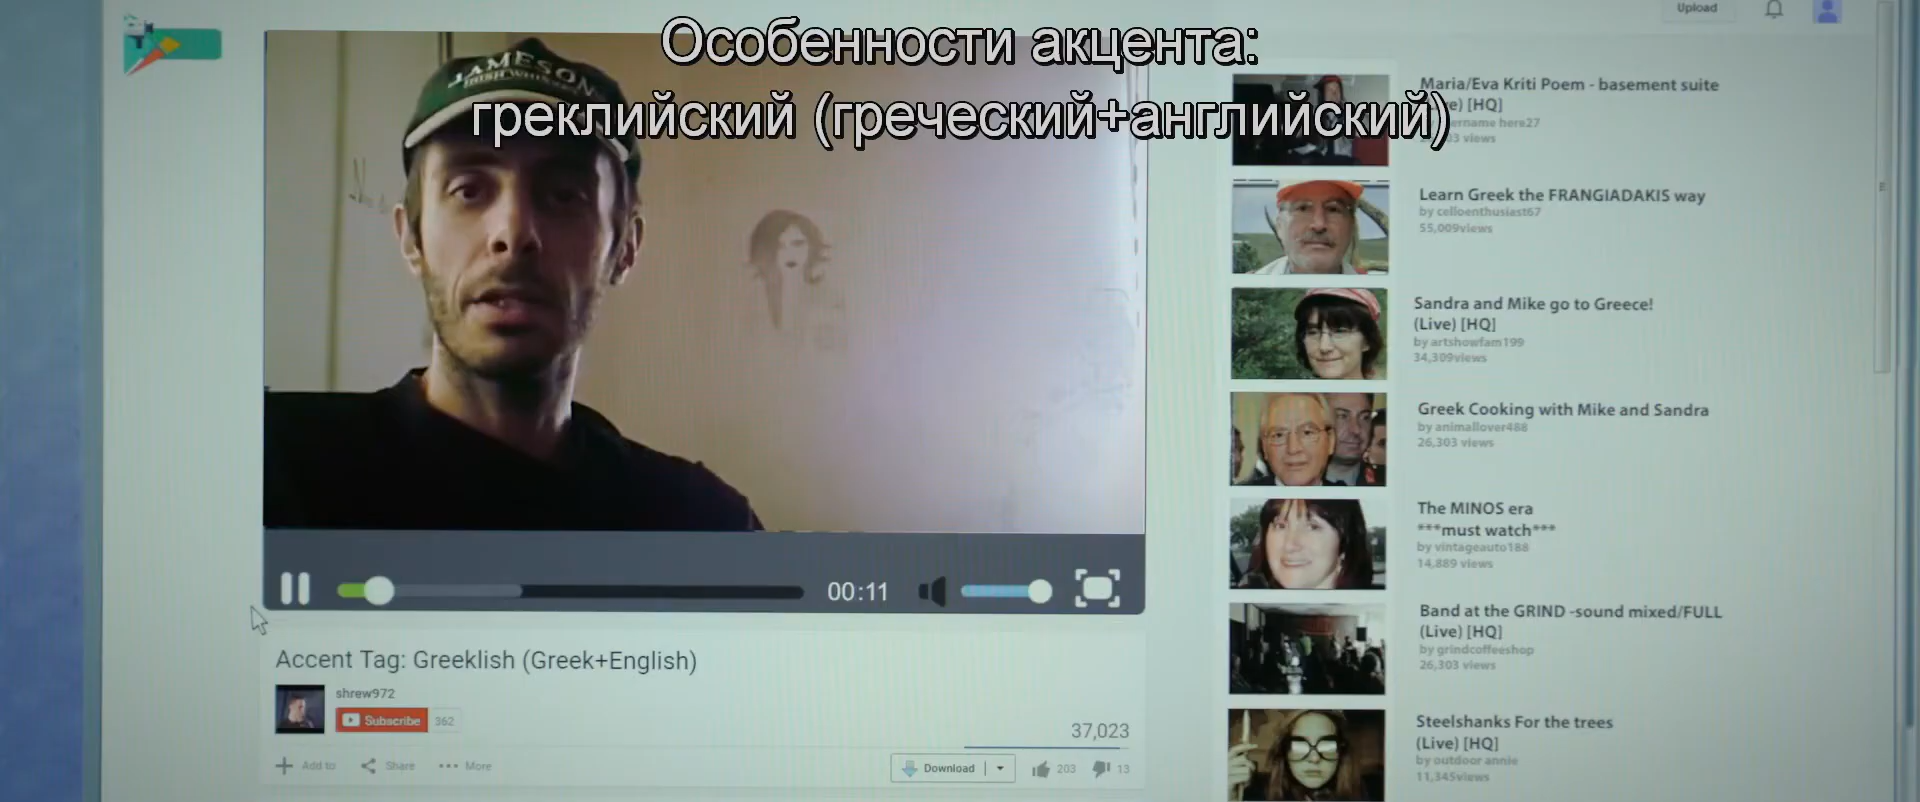 Особенности акцента:
греклийский (греческий+английский)
Upload
JAMESON
IRISH WHISKEY
Maria/Eva Kriti Poem - basement suite
[HQ]
here27
views
Learn Greek the FRANGIADAKIS way
by celloenthusiast67
55,009views
Sandra and Mike go to Greece!
(Live) [HQ]
by artshowfam199
34,309views
Greek Cooking with Mike and Sandra
by animallover488
26,303 views
The MINOS era
***must watch***
by vintageauto188
14,889 views
Band at the GRIND -sound mixed/FULL
(Live) [HQ]
by grindcoffeeshop
26,303 views
Steelshanks For the trees
(Live) [HQ]
by outdoor annie
11,345views
00:11
Accent Tag: Greeklish (Greek+English)
shrew972
Subscribe 362
37,023
Add to Share More
Download 203 13